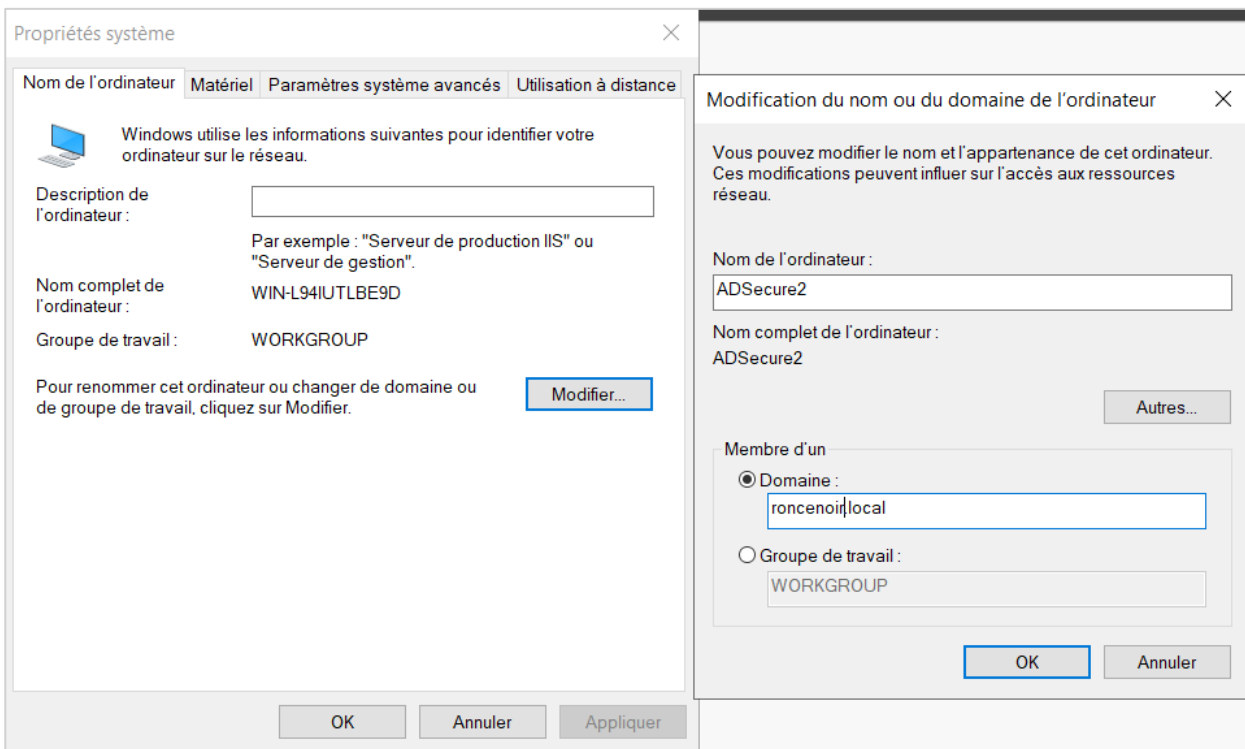 Propriétés système
Nom de l'ordinateur Matériel Paramètres système avancés Utilisation à distance
Windows utilise les informations suivantes pour identifier votre
ordinateur sur le réseau.
Description de
l'ordinateur :
Par exemple : "Serveur de production IIS" ou
"Serveur de gestion".
Nom complet de
l'ordinateur :
WIN-L94IUTLBE9D
Groupe de travail :
WORKGROUP
Pour renommer cet ordinateur ou changer de domaine ou
de groupe de travail, cliquez sur Modifier.
Modifier...
OK
Annuler
Appliquer
Modification du nom ou du domaine de l'ordinateur
Vous pouvez modifier le nom et l'appartenance de cet ordinateur.
Ces modifications peuvent influer sur l'accès aux ressources
réseau.
Nom de l'ordinateur :
ADSecure2
Nom complet de l'ordinateur :
ADSecure2
Autres...
Membre d'un
Domaine :
roncenoir.local
Groupe de travail :
WORKGROUP
OK
Annuler